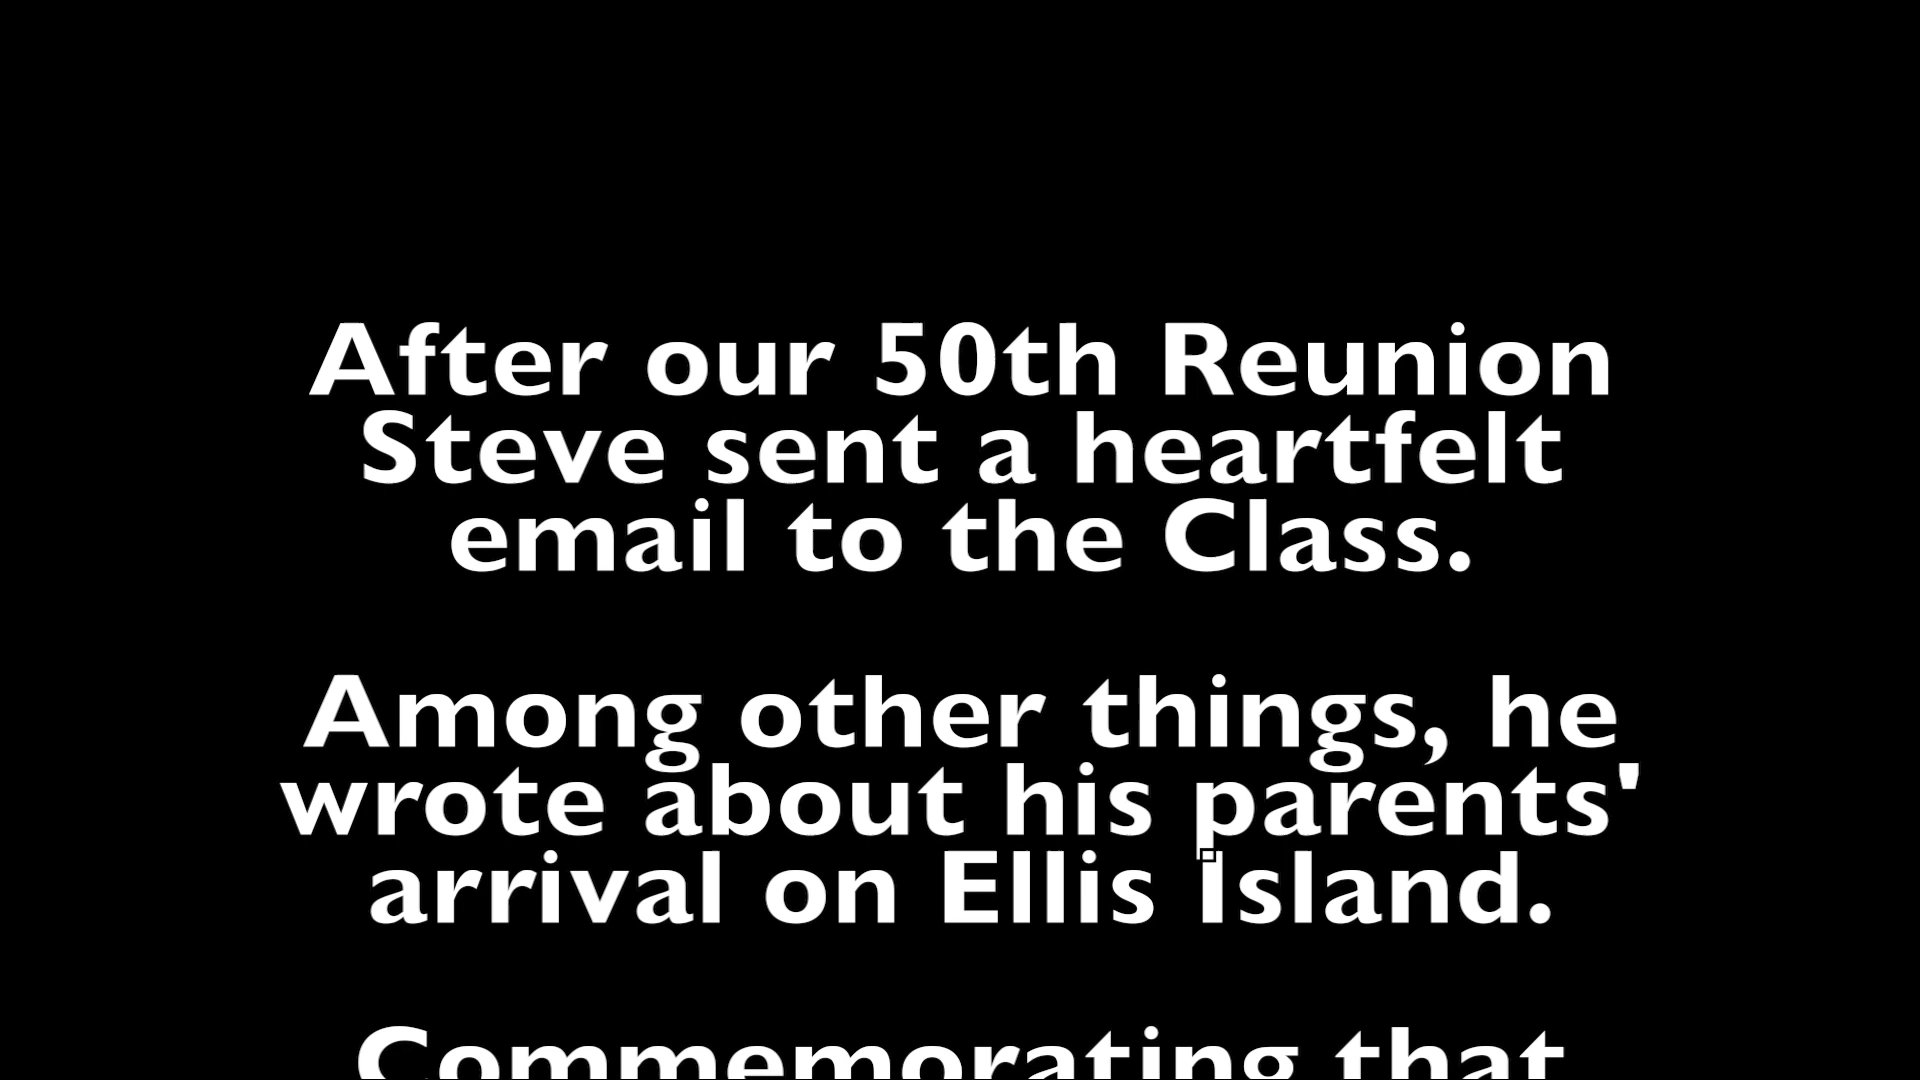 After our 50th Reunion
Steve sent a heartfelt
email to the Class.
Among other things, he
wrote about his parents'
arrival on Ellis Island.
Commemorating that